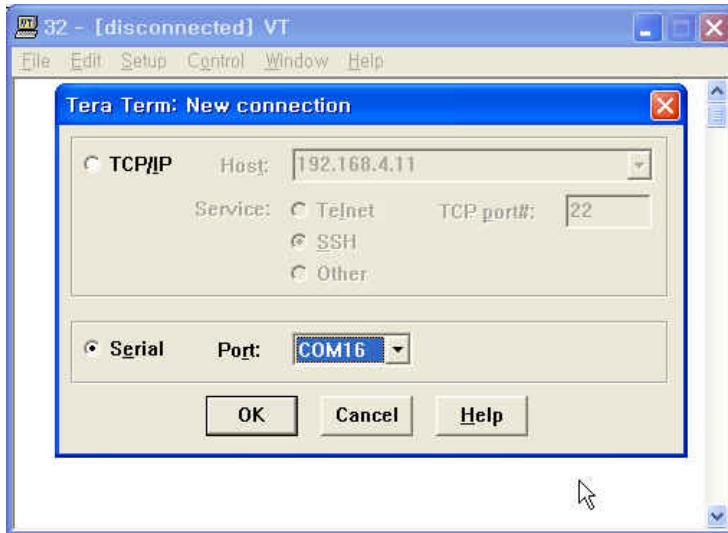 32 - [disconnected] VT
File Edit Setup Control Window Help
Tera Term: New connection
TCP/IP Host: 192.168.4.11
Service: Telnet TCP port#: 22
SSH
Other
Serial Port: COM16
OK Cancel Help